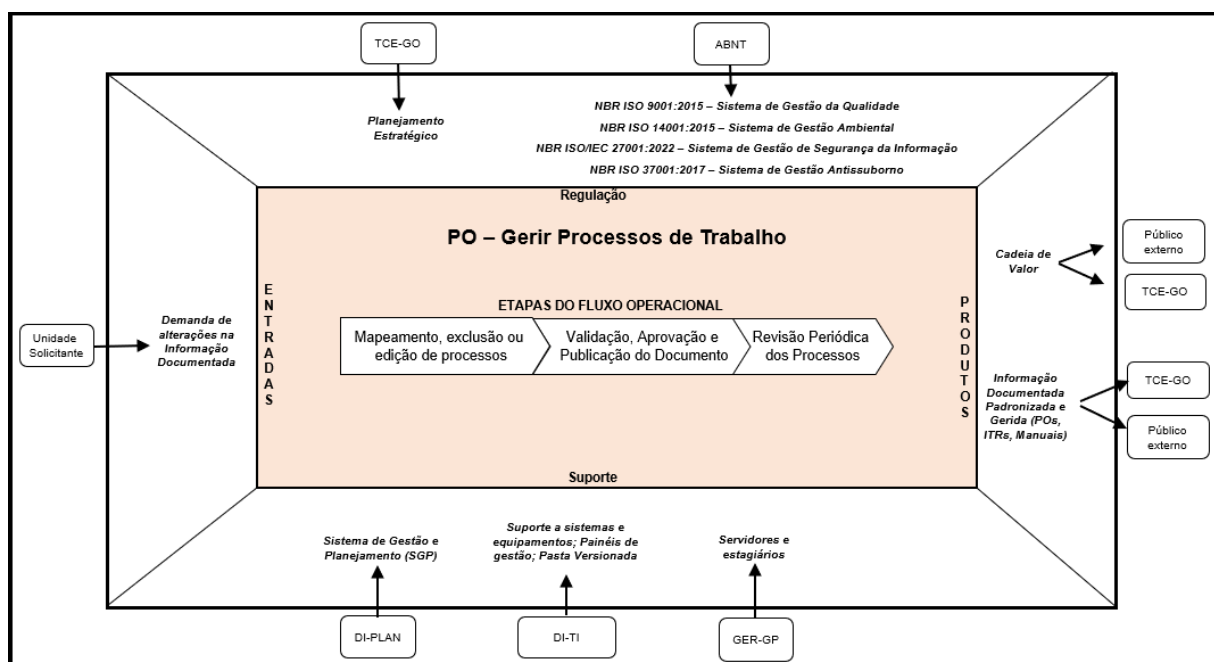 TCE-GO
ABNT
Planejamento
Estratégico
NBR ISO 9001:2015 – Sistema de Gestão da Qualidade
NBR ISO 14001:2015 – Sistema de Gestão Ambiental
NBR ISO/IEC 27001:2022 – Sistema de Gestão de Segurança da Informação
NBR ISO 37001:2017 – Sistema de Gestão Antissuborno
Regulação
PO – Gerir Processos de Trabalho
ETAPAS DO FLUXO OPERACIONAL
Mapeamento, exclusão ou
edição de processos
Validação, Aprovação e
Publicação do Documento
Revisão Periódica
dos Processos
ENTRADAS
PRODUTOS
Unidade
Solicitante
Demanda de
alterações na
Informação
Documentada
Cadeia de
Valor
Público
externo
TCE-GO
Informação
Documentada
Padronizada e
Gerida (POs,
ITRs, Manuais)
TCE-GO
Público
externo
Suporte
Sistema de Gestão e
Planejamento (SGP)
Suporte a sistemas e
equipamentos; Painéis de
gestão; Pasta Versionada
Servidores e
estagiários
DI-PLAN
DI-TI
GER-GP